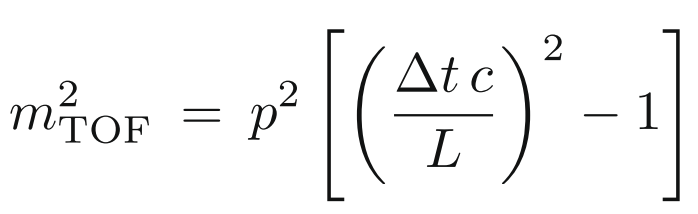 m²_TOF = p² [ ( Δt c / L )² − 1 ]